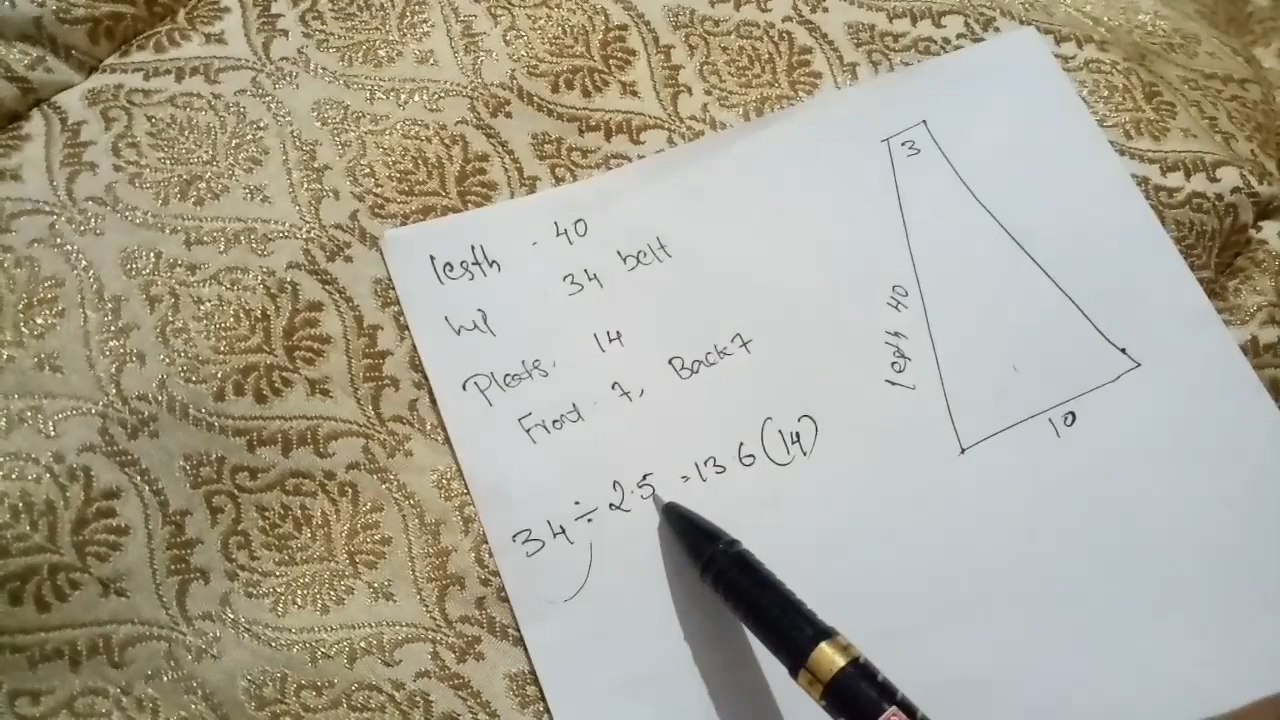 lesth - 40
hip 34 belt
Pleats. 14
Front - 7, Back 7
34 ÷ 2.5 = 13.6 (14)
3
lesth 40
10